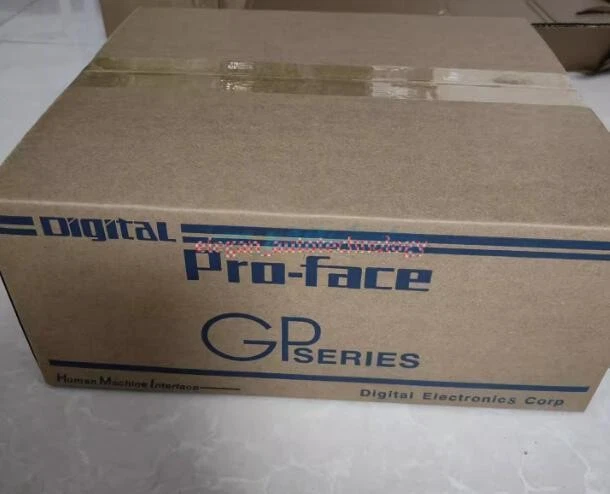 Digital
Pro-face
GP SERIES
Human Machine Interface
Digital Electronics Corp